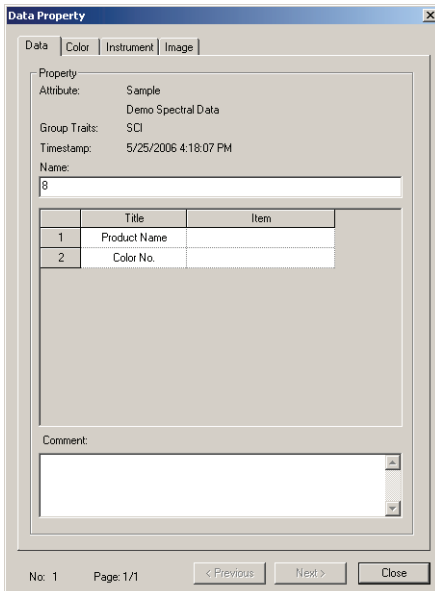 Data Property
Data Color Instrument Image
Property
Attribute: Sample
Demo Spectral Data
Group Traits: SCI
Timestamp: 5/25/2006 4:18:07 PM
Name:
8
Title Item
1 Product Name
2 Color No.
Comment:
No: 1 Page: 1/1 < Previous Next > Close